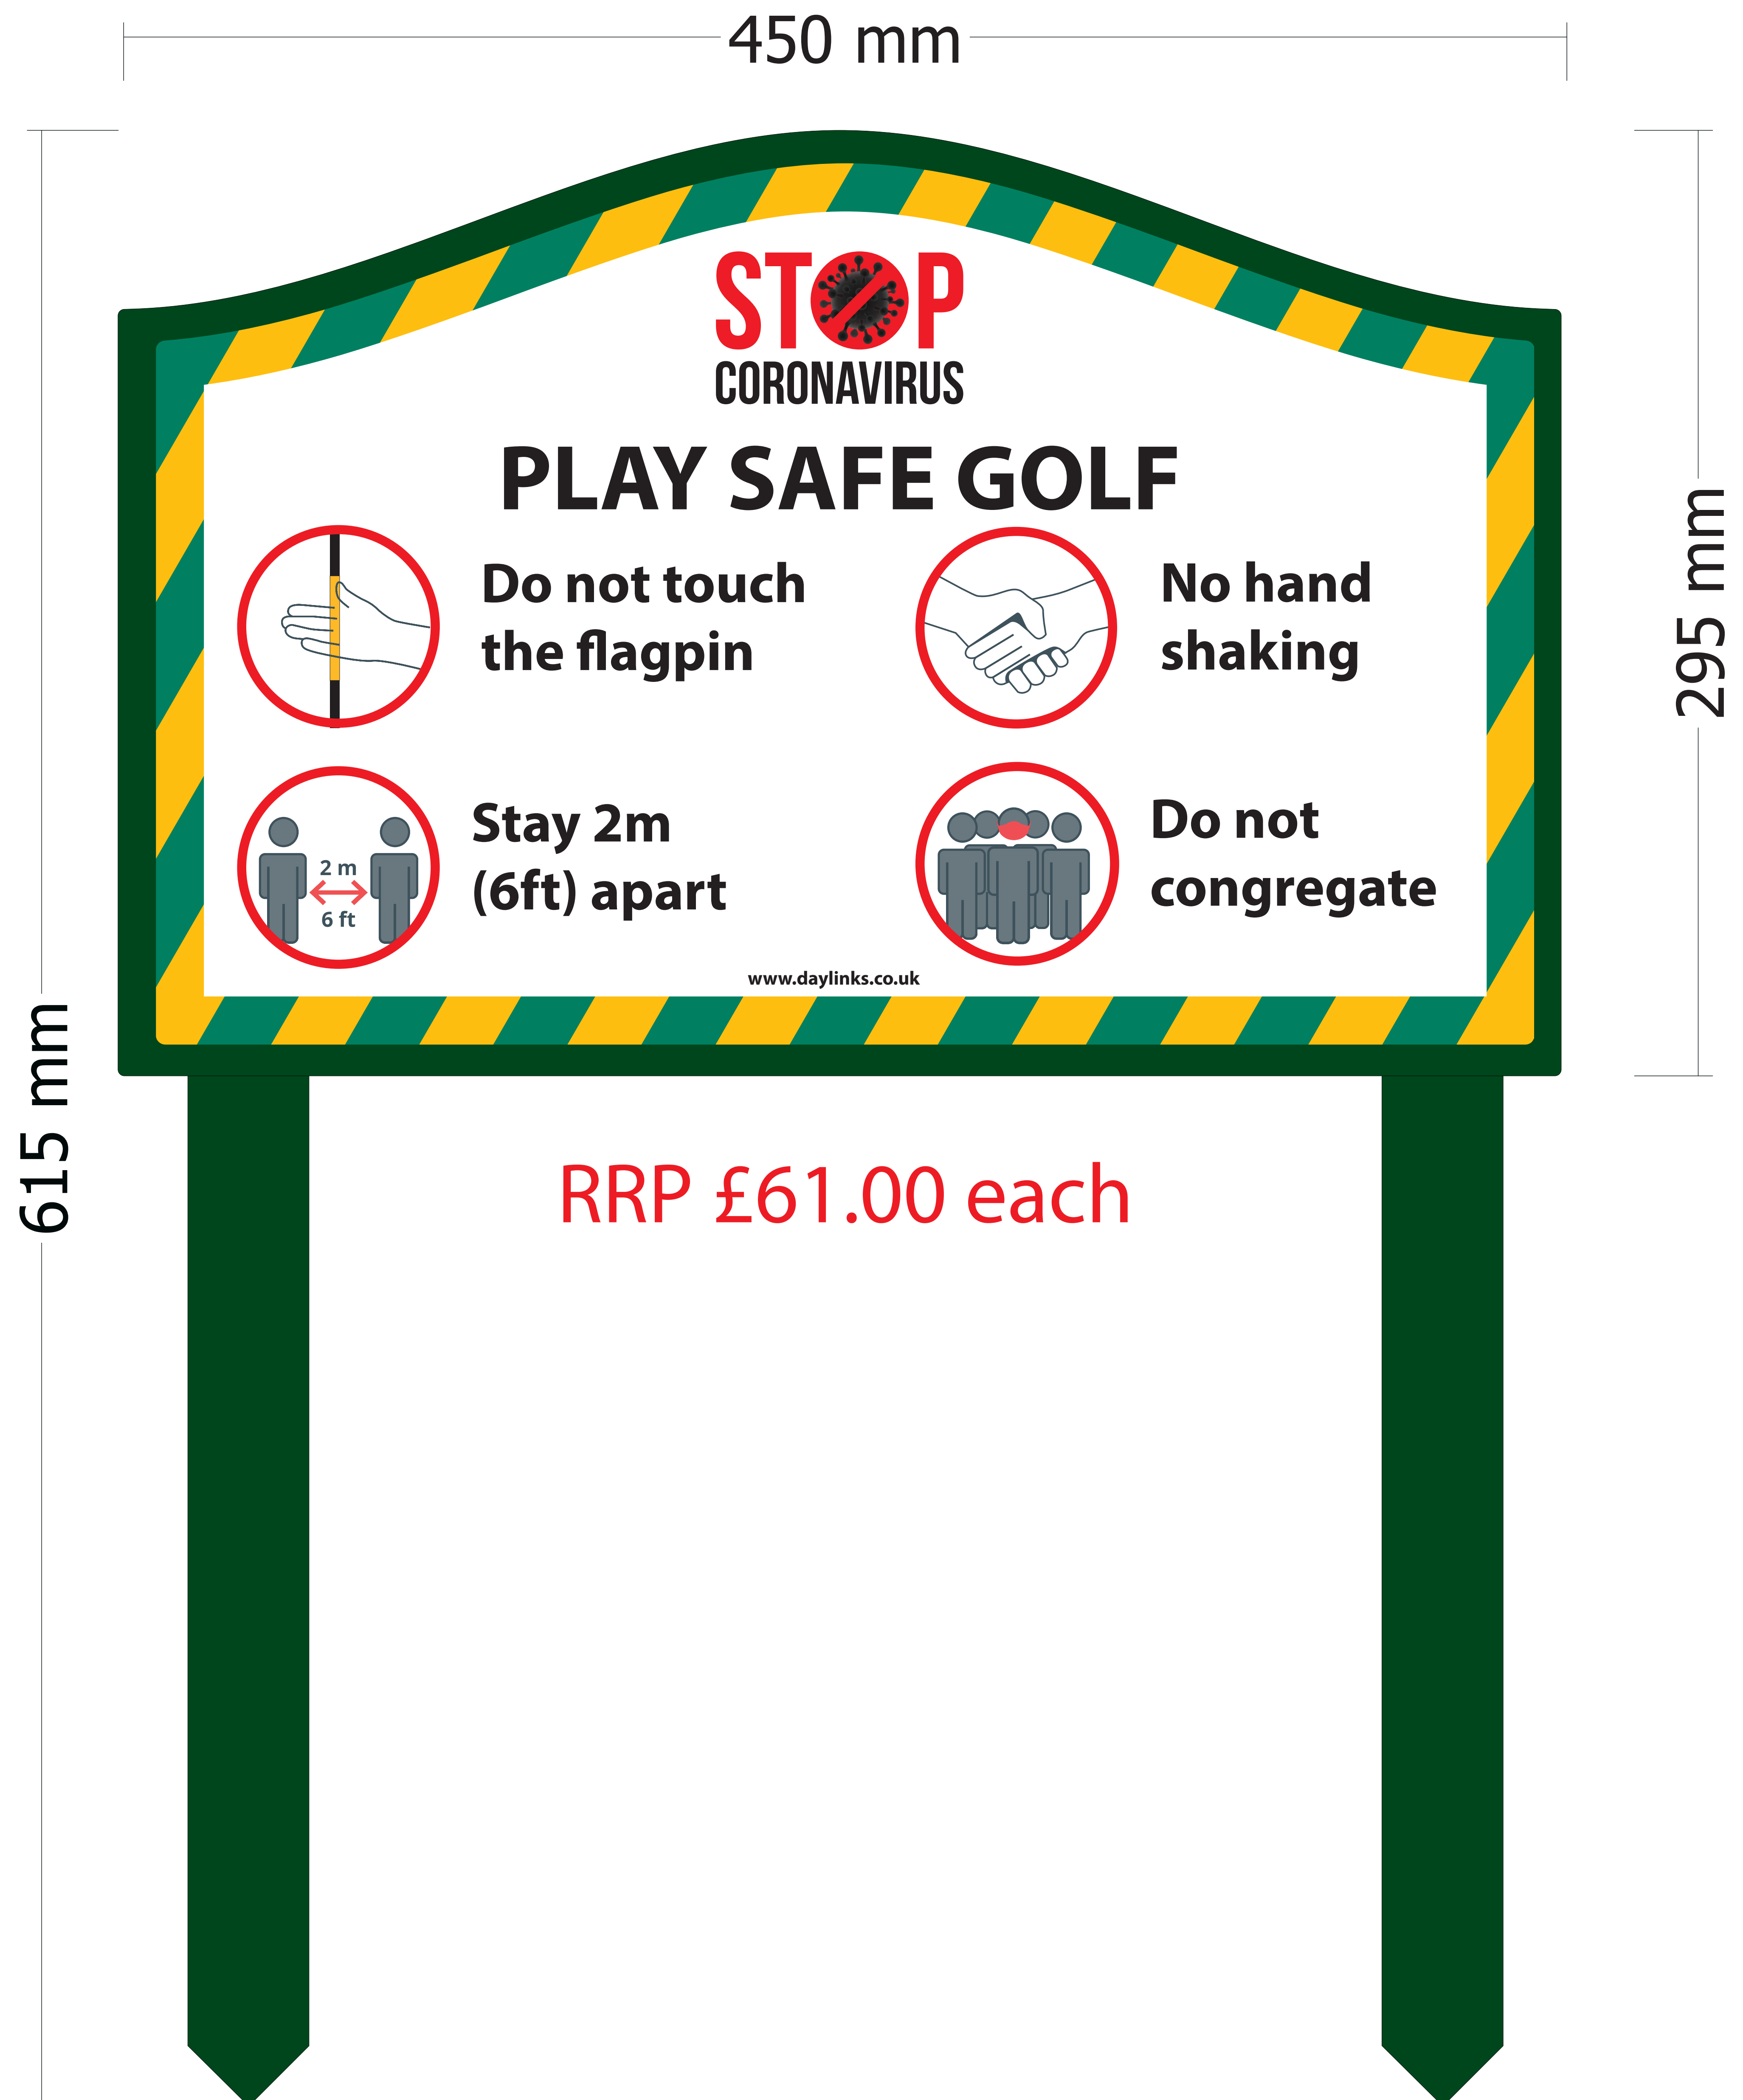 450 mm
STOP
CORONAVIRUS
PLAY SAFE GOLF
Do not touch
the flagpin
No hand
shaking
2 m
6 ft
Stay 2m
(6ft) apart
Do not
congregate
www.daylinks.co.uk
295 mm
615 mm
RRP £61.00 each